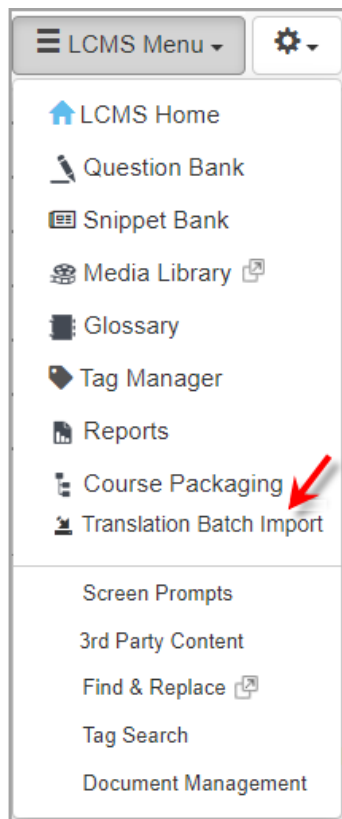 LCMS Menu
LCMS Home
Question Bank
Snippet Bank
Media Library
Glossary
Tag Manager
Reports
Course Packaging
Translation Batch Import
Screen Prompts
3rd Party Content
Find & Replace
Tag Search
Document Management